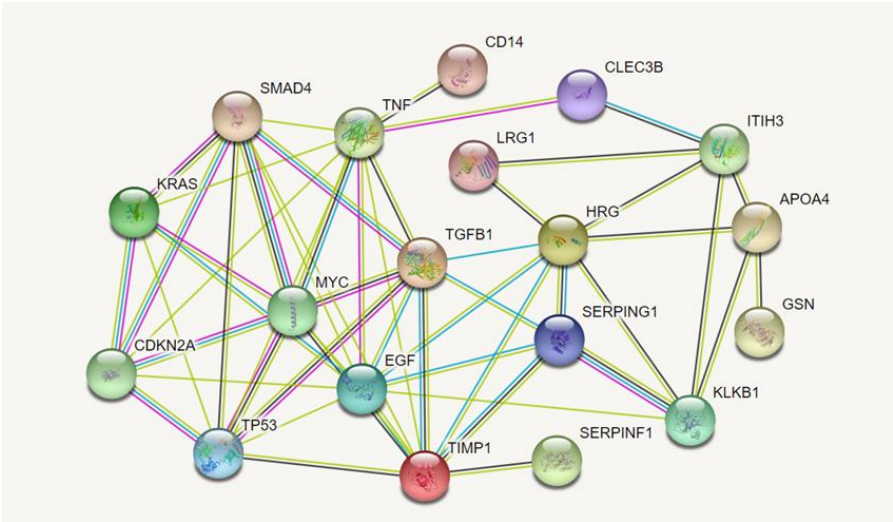 CD14
CLEC3B
SMAD4
TNF
ITIH3
LRG1
KRAS
APOA4
HRG
TGFB1
MYC
GSN
SERPING1
CDKN2A
EGF
KLKB1
TP53
SERPINF1
TIMP1